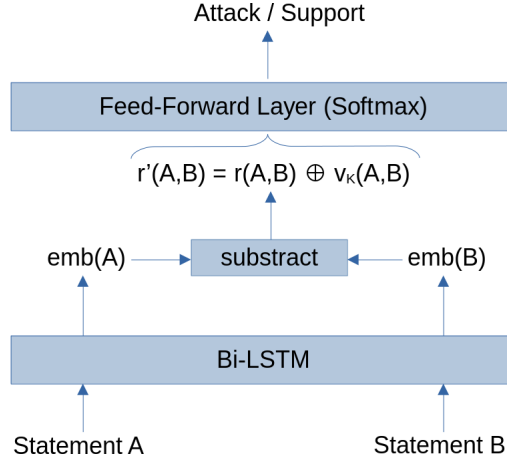 Attack / Support
Feed-Forward Layer (Softmax)
r'(A,B) = r(A,B) ⊕ vₖ(A,B)
emb(A) substract emb(B)
Bi-LSTM
Statement A Statement B